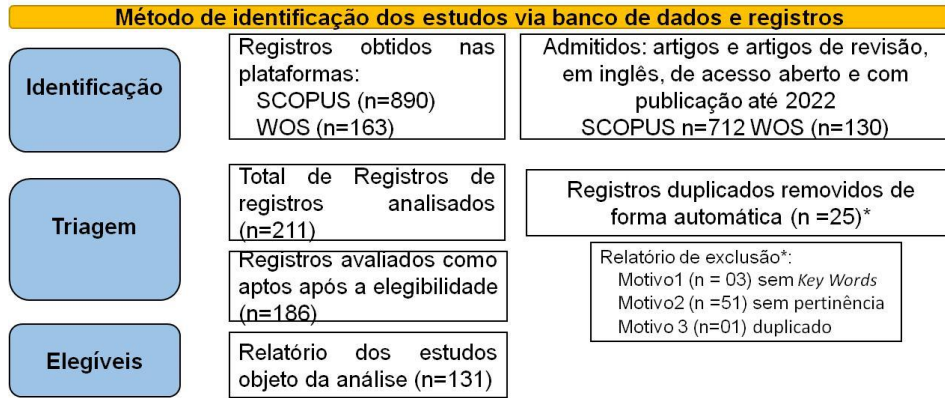 Método de identificação dos estudos via banco de dados e registros
Identificação
Registros obtidos nas
plataformas:
SCOPUS (n=890)
WOS (n=163)
Admitidos: artigos e artigos de revisão,
em inglês, de acesso aberto e com
publicação até 2022
SCOPUS n=712 WOS (n=130)
Triagem
Total de Registros de
registros analisados
(n=211)
Registros duplicados removidos de
forma automática (n =25)*
Registros avaliados como
aptos após a elegibilidade
(n=186)
Relatório de exclusão*:
Motivo1 (n = 03) sem Key Words
Motivo2 (n =51) sem pertinência
Motivo 3 (n=01) duplicado
Elegíveis
Relatório dos estudos
objeto da análise (n=131)